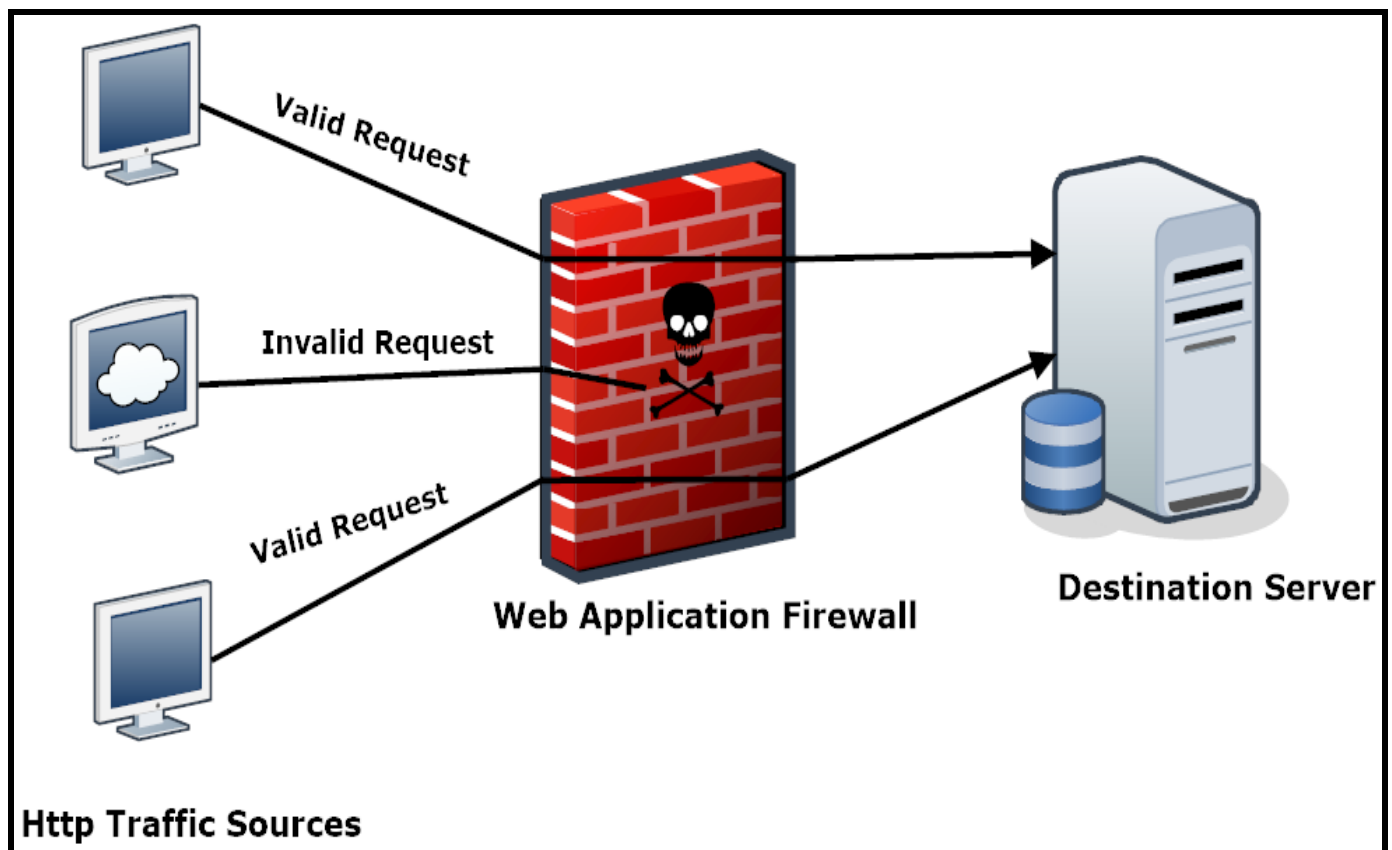 Valid Request
Invalid Request
Valid Request
Web Application Firewall
Destination Server
Http Traffic Sources